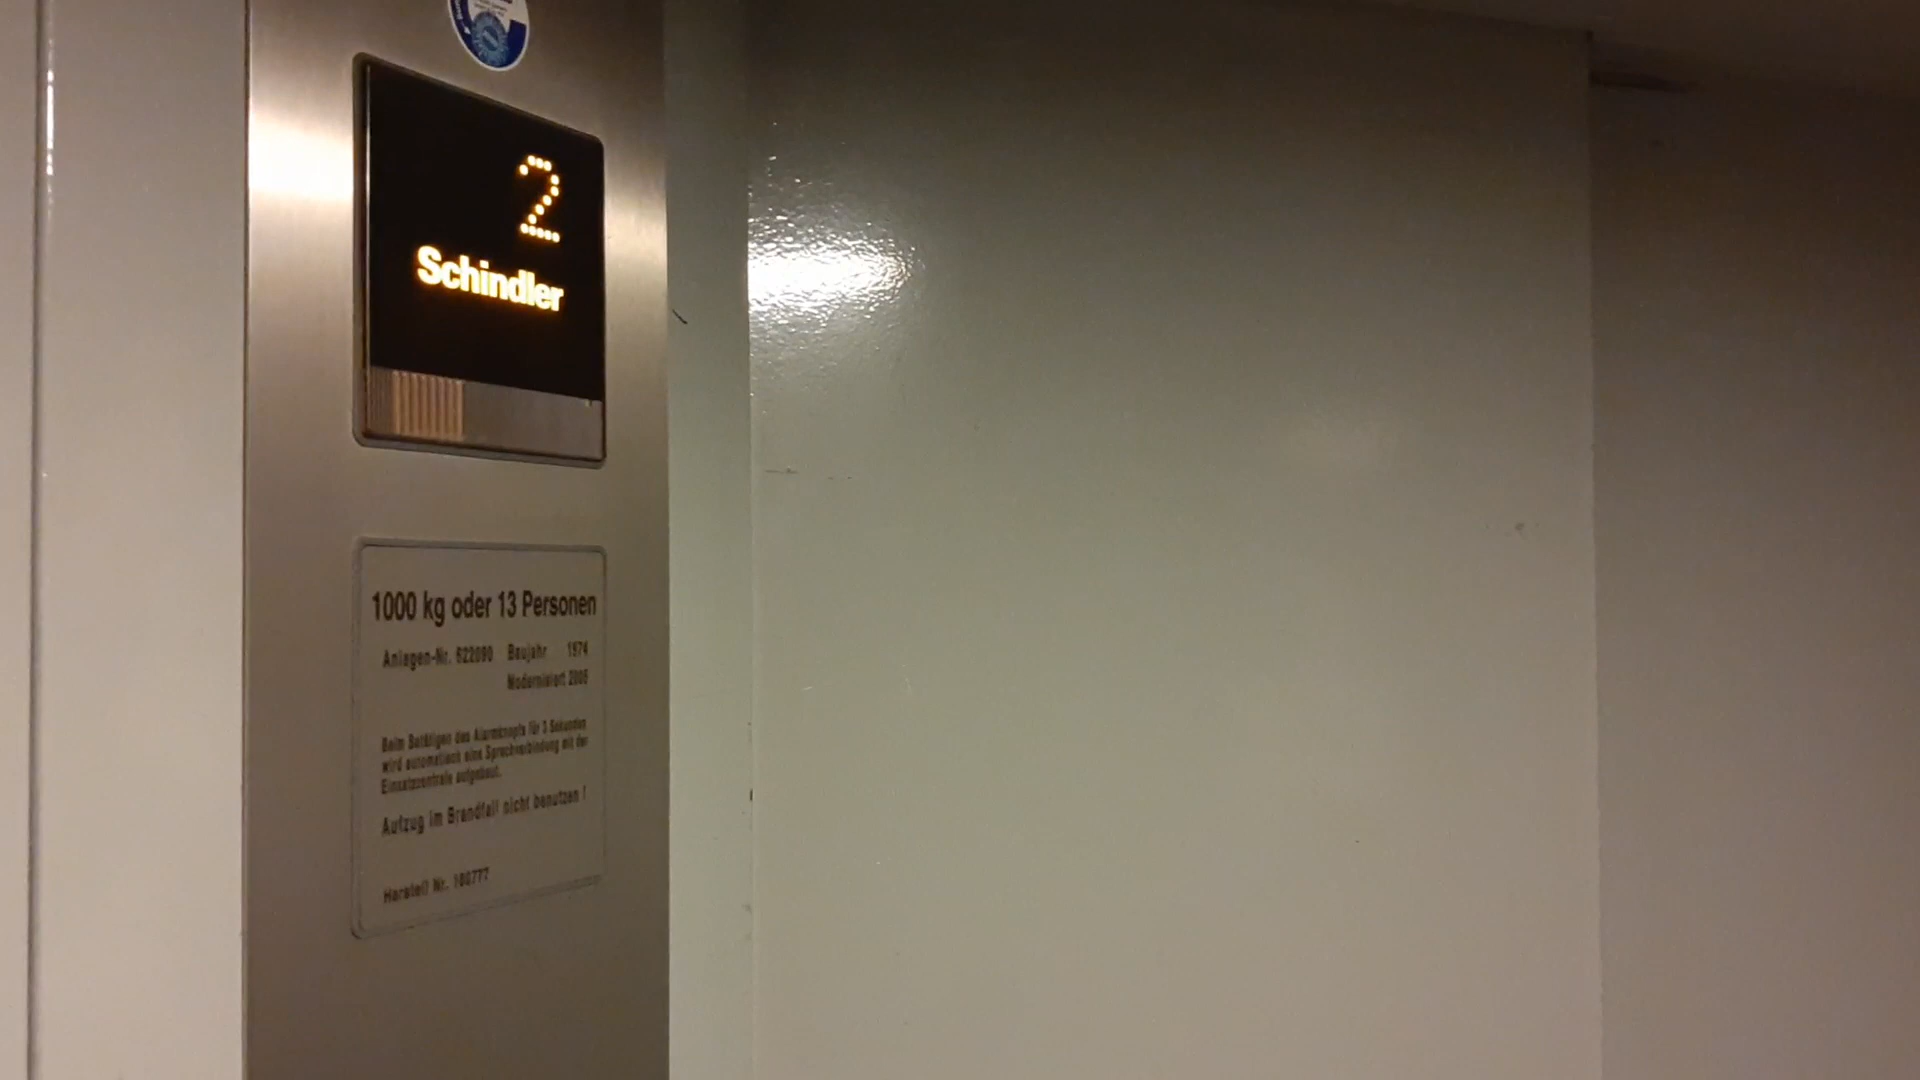 2
Schindler
1000 kg oder 13 Personen
Anlagen-Nr. 622090 Baujahr 1974
Modernisiert 2005
Beim Betätigen des Alarmknopfs für 3 Sekunden
wird automatisch eine Sprechverbindung mit der
Einsatzzentrale aufgebaut.
Aufzug im Brandfall nicht benutzen !
Herstell Nr.